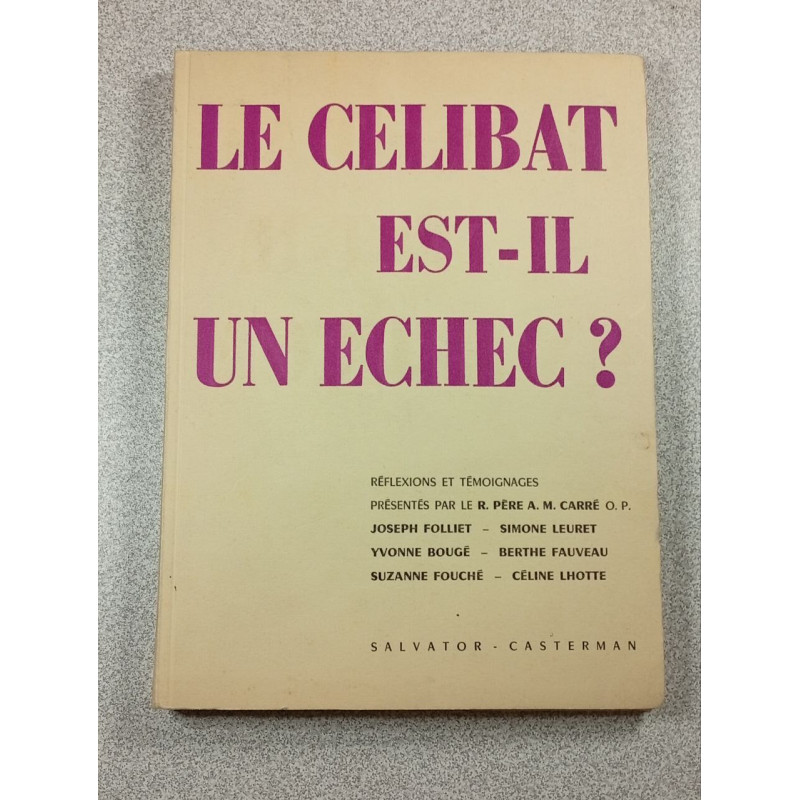 LE CELIBAT
EST-IL
UN ECHEC ?
RÉFLEXIONS ET TÉMOIGNAGES
PRÉSENTÉS PAR LE R. PÈRE A. M. CARRÉ O. P.
JOSEPH FOLLIET – SIMONE LEURET
YVONNE BOUGÉ – BERTHE FAUVEAU
SUZANNE FOUCHÉ – CÉLINE LHOTTE
SALVATOR - CASTERMAN